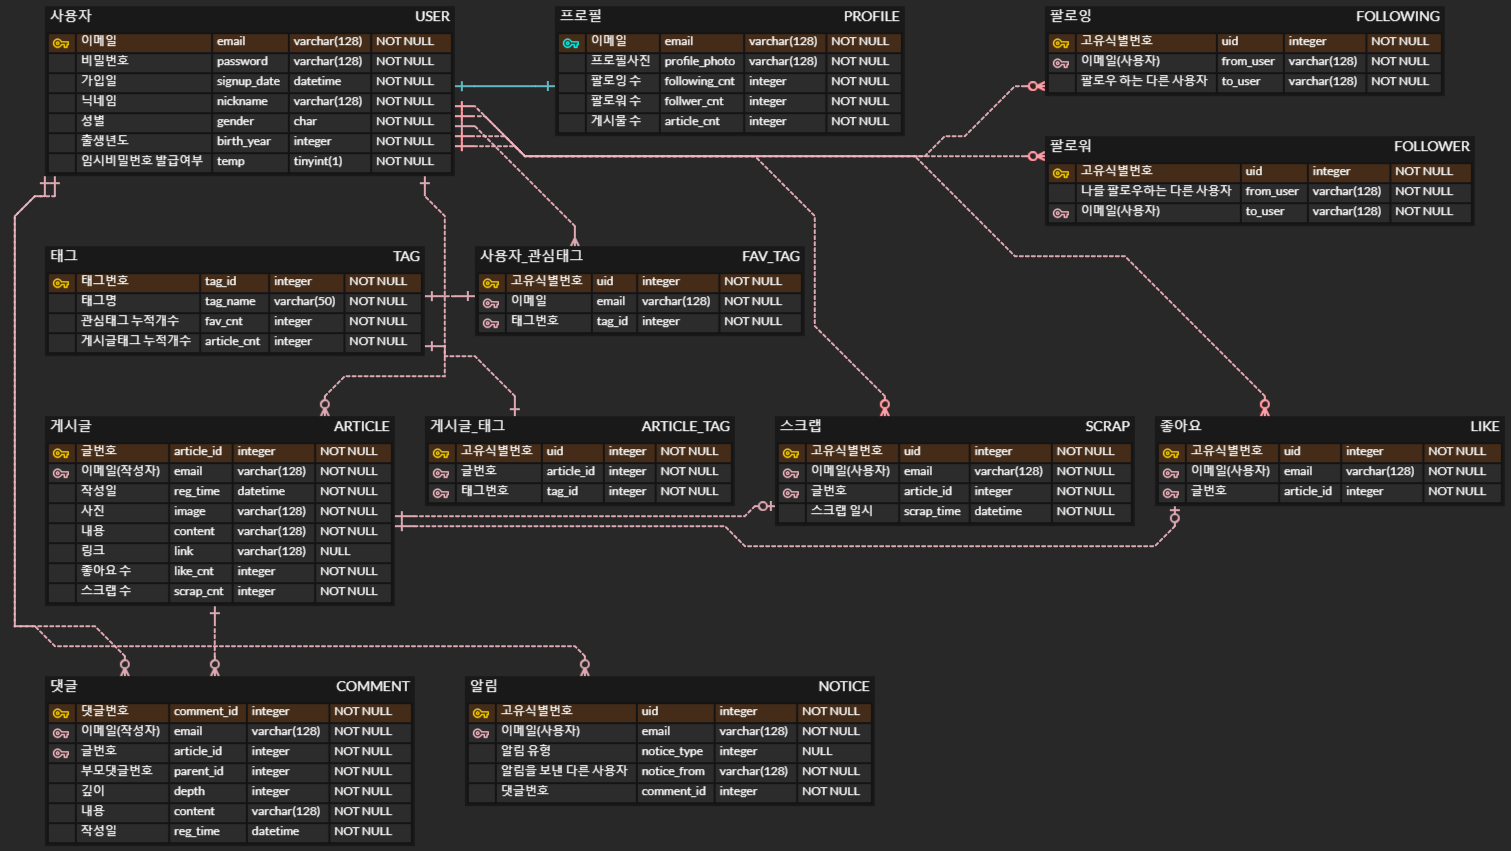 사용자 USER
이메일 email varchar(128) NOT NULL
비밀번호 password varchar(128) NOT NULL
가입일 signup_date datetime NOT NULL
닉네임 nickname varchar(128) NOT NULL
성별 gender char NOT NULL
출생년도 birth_year integer NOT NULL
임시비밀번호 발급여부 temp tinyint(1) NOT NULL
프로필 PROFILE
이메일 email varchar(128) NOT NULL
프로필사진 profile_photo varchar(128) NOT NULL
팔로잉 수 following_cnt integer NOT NULL
팔로워 수 follwer_cnt integer NOT NULL
게시물 수 article_cnt integer NOT NULL
팔로잉 FOLLOWING
고유식별번호 uid integer NOT NULL
이메일(사용자) from_user varchar(128) NOT NULL
팔로우 하는 다른 사용자 to_user varchar(128) NOT NULL
팔로워 FOLLOWER
고유식별번호 uid integer NOT NULL
나를 팔로우하는 다른 사용자 from_user varchar(128) NOT NULL
이메일(사용자) to_user varchar(128) NOT NULL
태그 TAG
태그번호 tag_id integer NOT NULL
태그명 tag_name varchar(50) NOT NULL
관심태그 누적개수 fav_cnt integer NOT NULL
게시글태그 누적개수 article_cnt integer NOT NULL
사용자_관심태그 FAV_TAG
고유식별번호 uid integer NOT NULL
이메일 email varchar(128) NOT NULL
태그번호 tag_id integer NOT NULL
게시글 ARTICLE
글번호 article_id integer NOT NULL
이메일(작성자) email varchar(128) NOT NULL
작성일 reg_time datetime NOT NULL
사진 image varchar(128) NOT NULL
내용 content varchar(128) NOT NULL
링크 link varchar(128) NULL
좋아요 수 like_cnt integer NOT NULL
스크랩 수 scrap_cnt integer NOT NULL
게시글_태그 ARTICLE_TAG
고유식별번호 uid integer NOT NULL
글번호 article_id integer NOT NULL
태그번호 tag_id integer NOT NULL
스크랩 SCRAP
고유식별번호 uid integer NOT NULL
이메일(사용자) email varchar(128) NOT NULL
글번호 article_id integer NOT NULL
스크랩 일시 scrap_time datetime NOT NULL
좋아요 LIKE
고유식별번호 uid integer NOT NULL
이메일(사용자) email varchar(128) NOT NULL
글번호 article_id integer NOT NULL
댓글 COMMENT
댓글번호 comment_id integer NOT NULL
이메일(작성자) email varchar(128) NOT NULL
글번호 article_id integer NOT NULL
부모댓글번호 parent_id integer NOT NULL
깊이 depth integer NOT NULL
내용 content varchar(128) NOT NULL
작성일 reg_time datetime NOT NULL
알림 NOTICE
고유식별번호 uid integer NOT NULL
이메일(사용자) email varchar(128) NOT NULL
알림 유형 notice_type integer NULL
알림을 보낸 다른 사용자 notice_from varchar(128) NOT NULL
댓글번호 comment_id integer NOT NULL